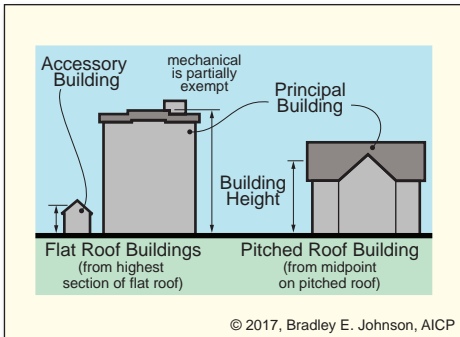 Accessory
Building
mechanical
is partially
exempt
Principal
Building
Building
Height
Flat Roof Buildings
(from highest
section of flat roof)
Pitched Roof Building
(from midpoint
on pitched roof)
© 2017, Bradley E. Johnson, AICP